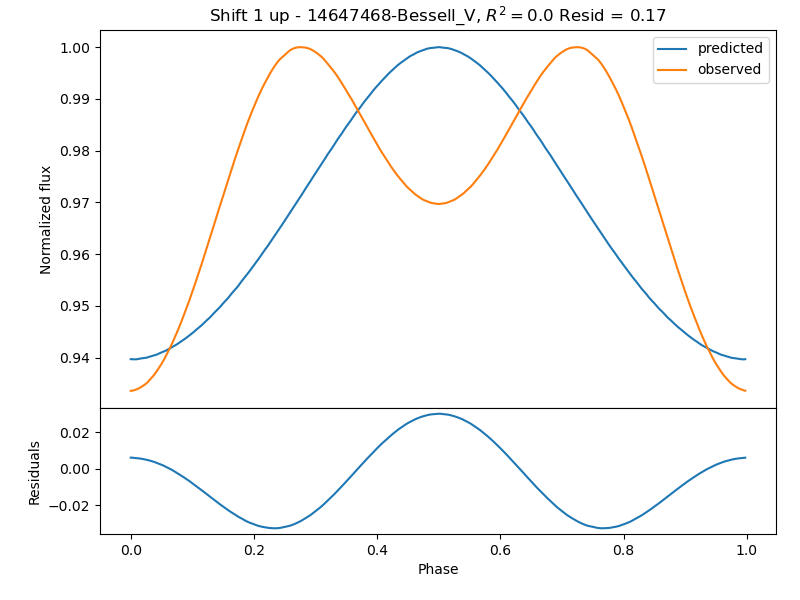 Shift 1 up - 14647468-Bessell_V, $R^2 = 0.0$ Resid = 0.17
predicted
observed
Normalized flux
1.00
0.99
0.98
0.97
0.96
0.95
0.94
Residuals
0.02
0.00
−0.02
0.0 0.2 0.4 0.6 0.8 1.0
Phase